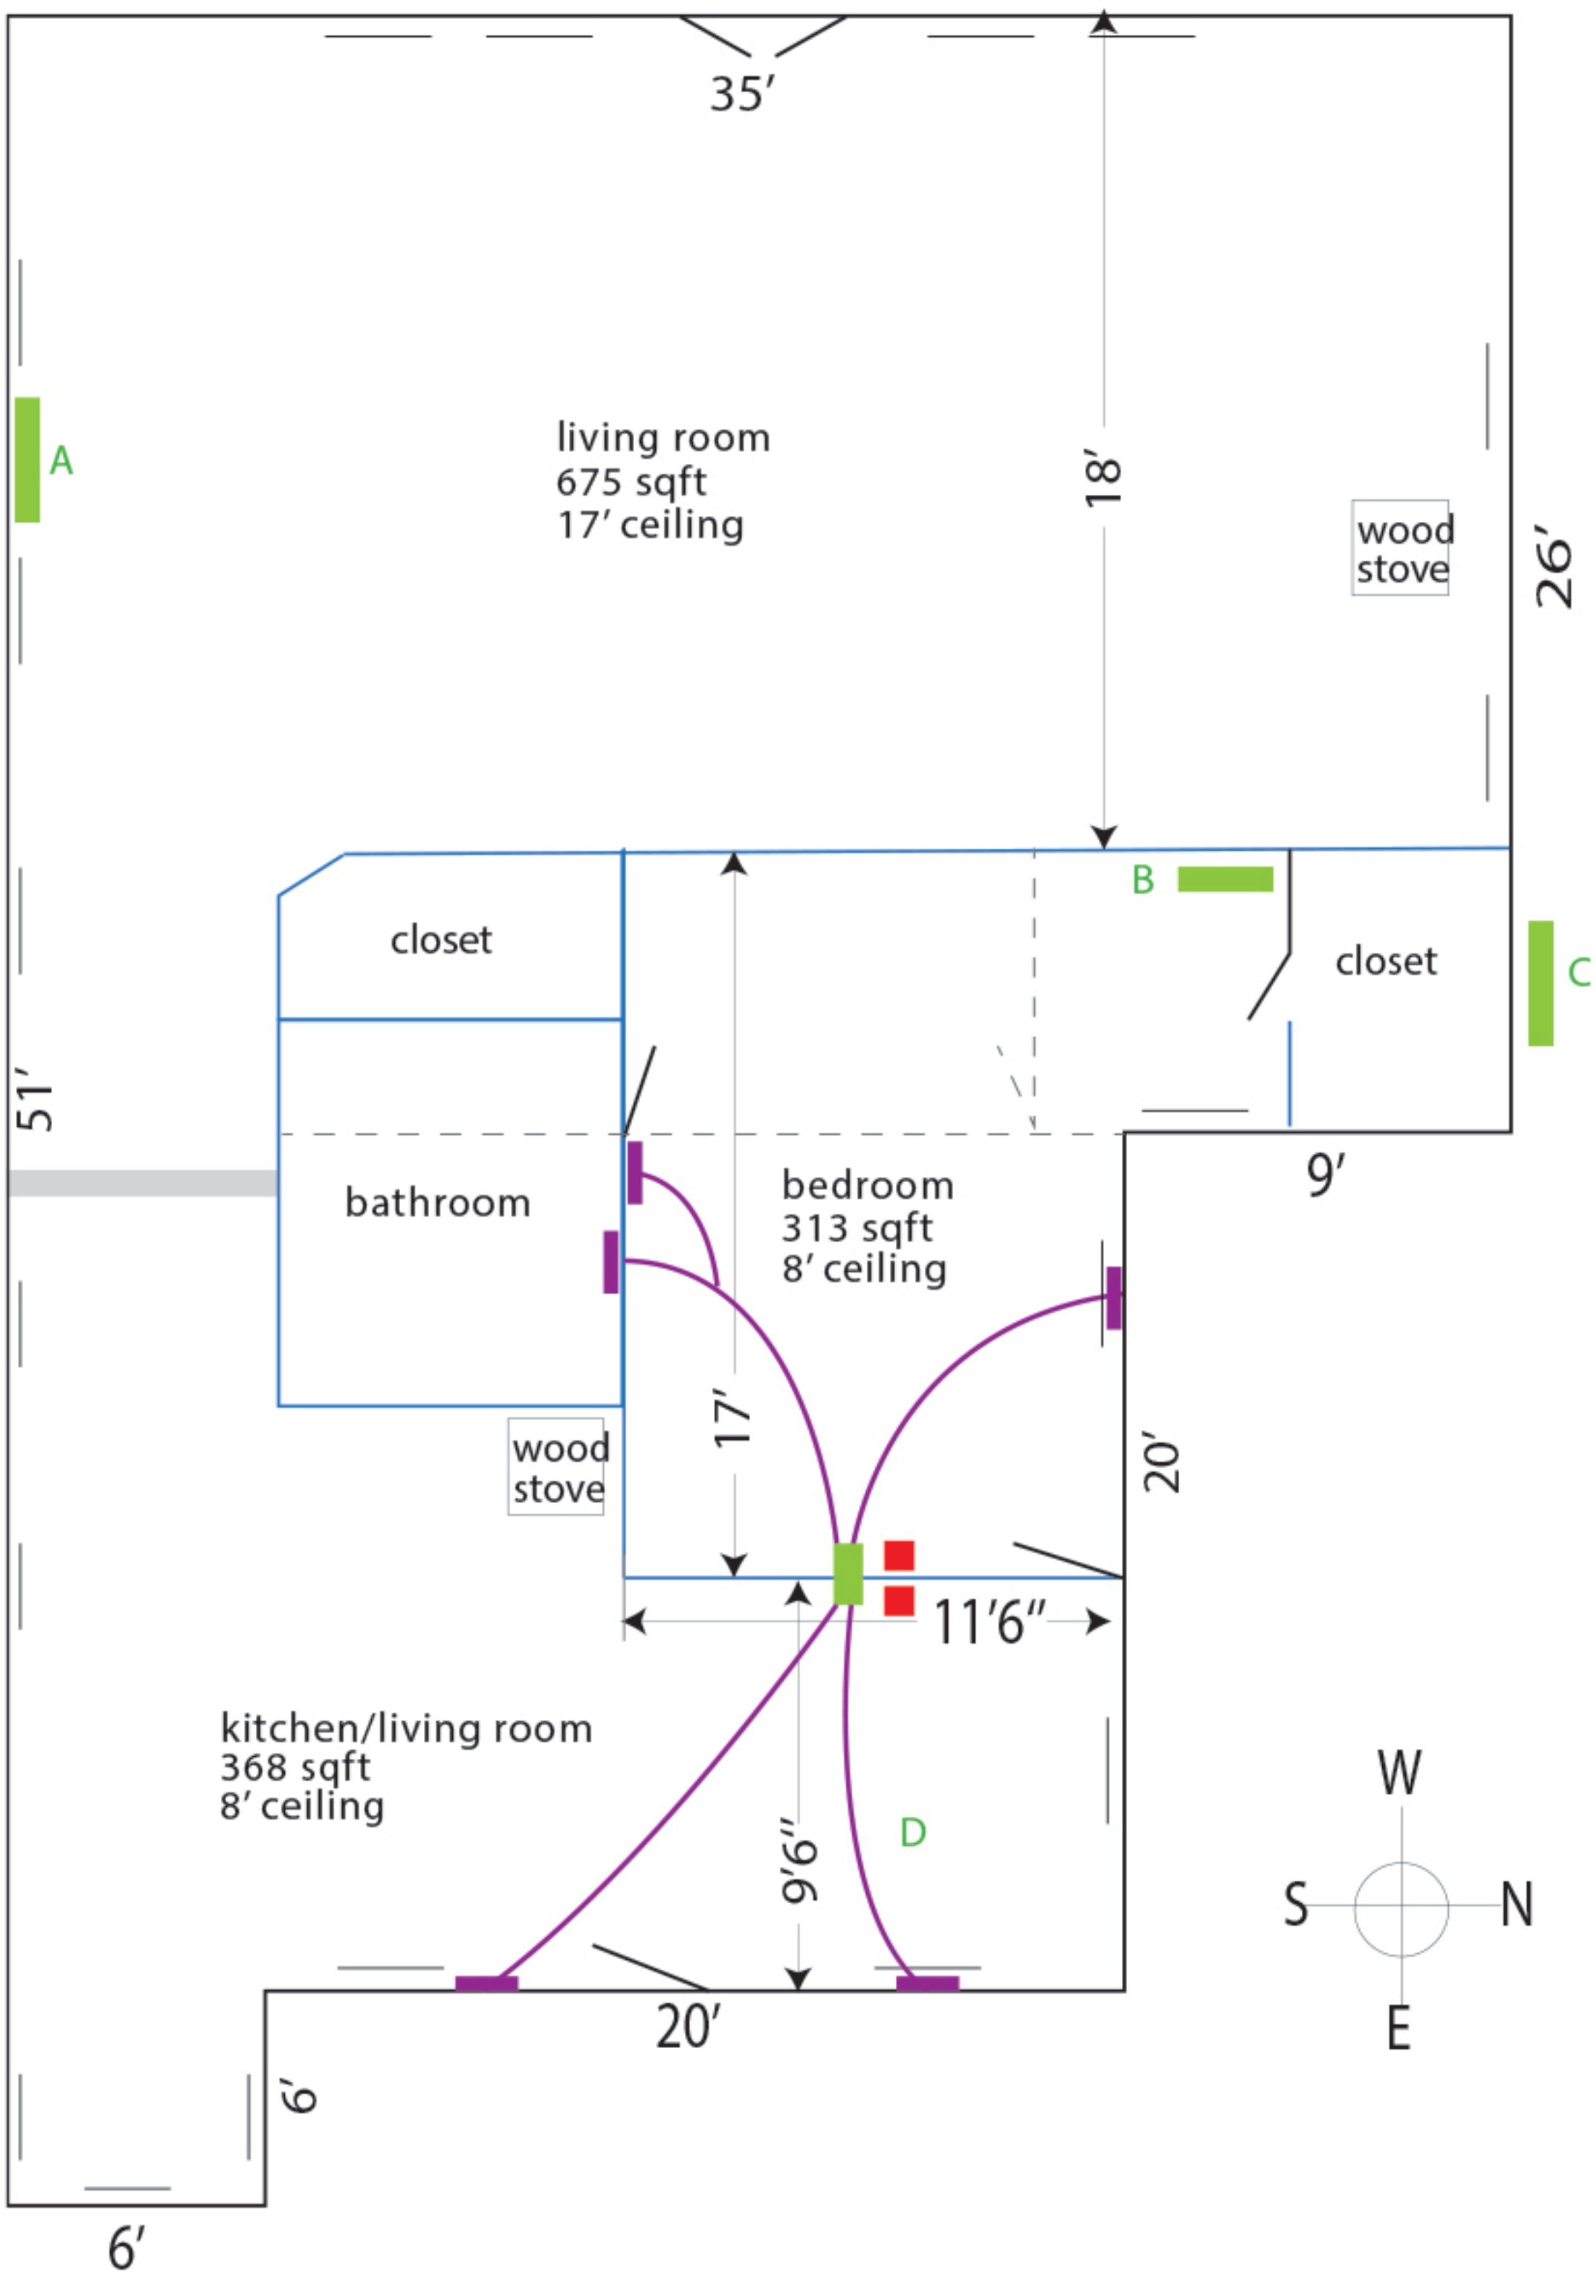 35′
living room
675 sqft
17′ ceiling
A
18′
wood
stove
26′
B
closet
closet
C
51′
9′
bathroom
bedroom
313 sqft
8′ ceiling
17′
wood
stove
20′
11′6″
kitchen/living room
368 sqft
8′ ceiling
9′6″
D
W
S
N
E
20′
6′
6′